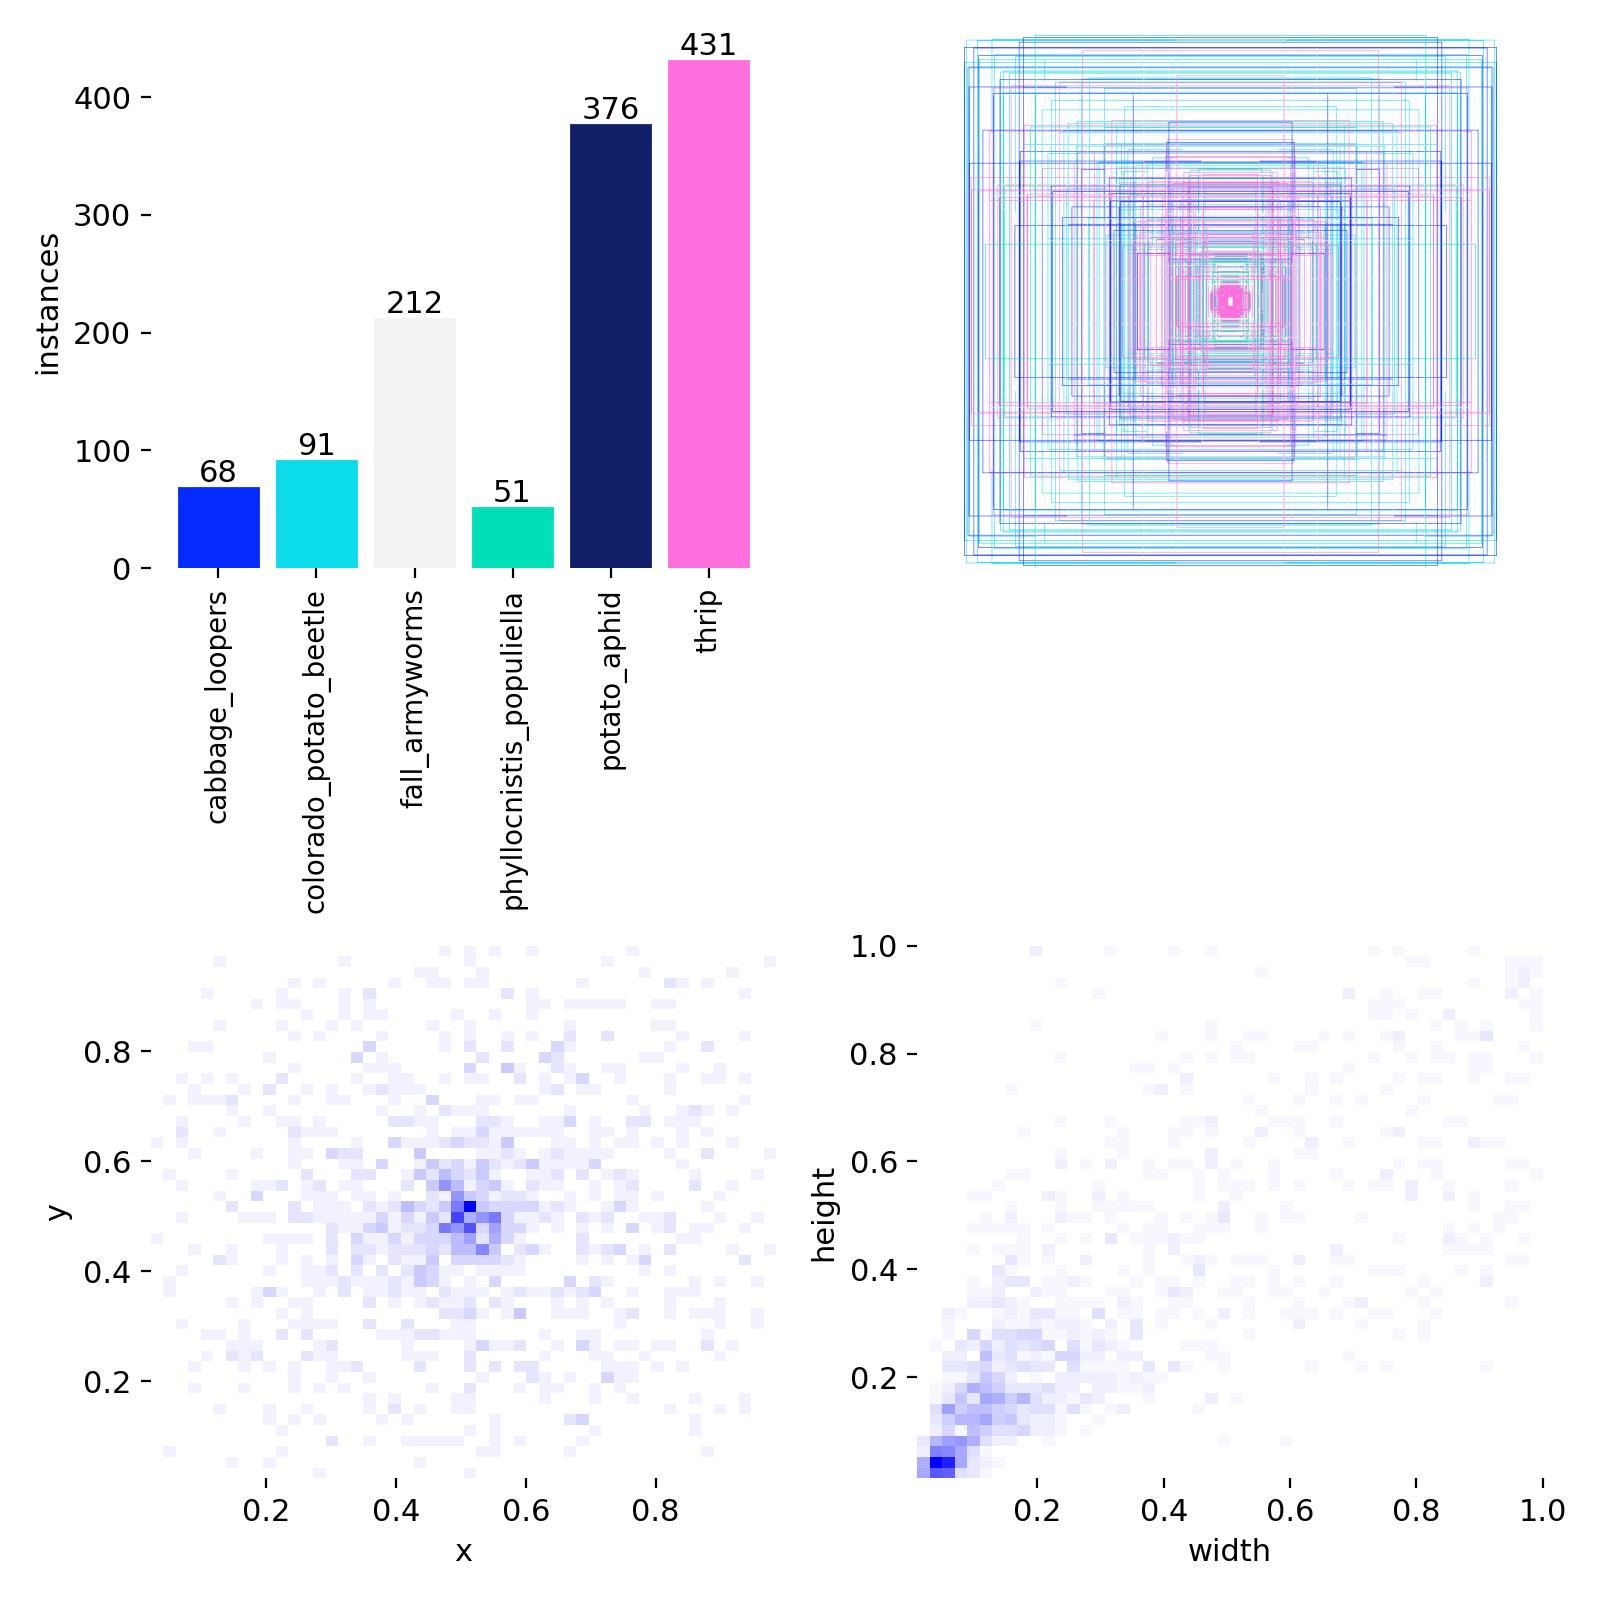 431
376
212
91
68
51
400
300
200
100
0
instances
cabbage_loopers
colorado_potato_beetle
fall_armyworms
phyllocnistis_populiella
potato_aphid
thrip
0.8
0.6
0.4
0.2
y
0.2
0.4
0.6
0.8
x
1.0
0.8
0.6
0.4
0.2
height
0.2
0.4
0.6
0.8
1.0
width